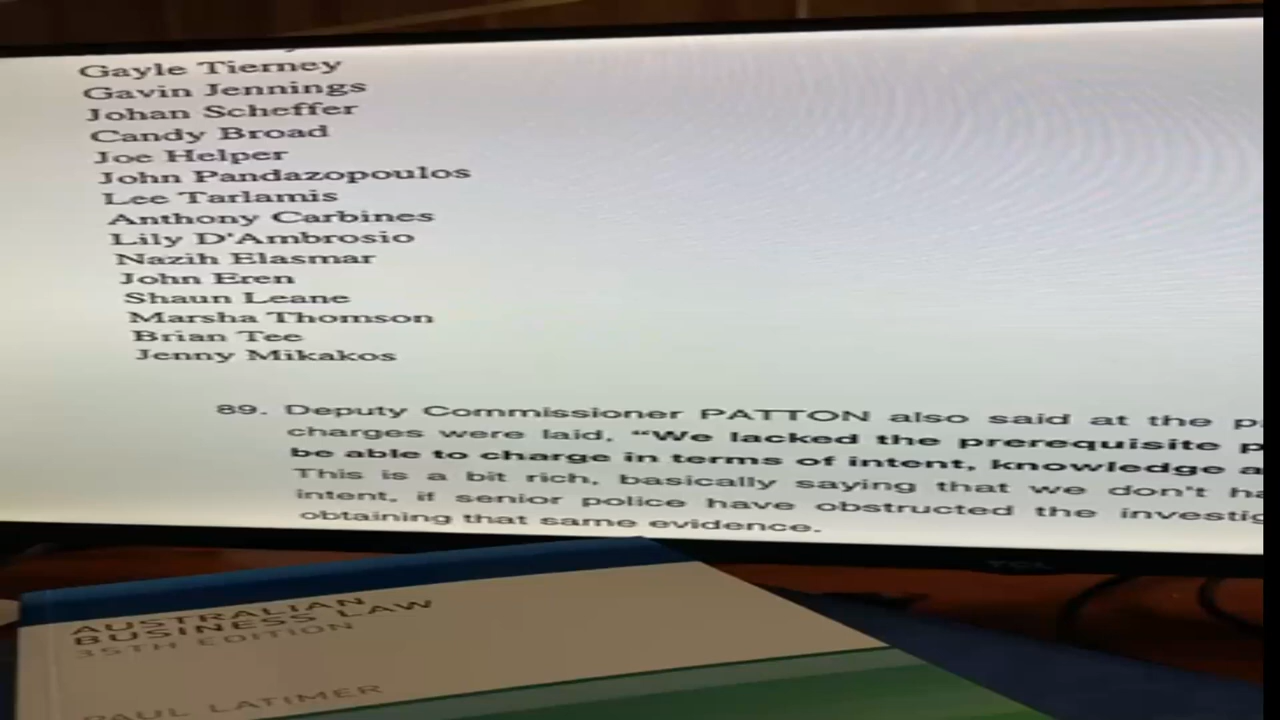 Gayle Tierney
Gavin Jennings
Johan Scheffer
Candy Broad
Joe Helper
John Pandazopoulos
Lee Tarlamis
Anthony Carbines
Lily D'Ambrosio
Nazih Elasmar
John Eren
Shaun Leane
Marsha Thomson
Brian Tee
Jenny Mikakos
89. Deputy Commissioner PATTON also said at the
charges were laid, "We lacked the prerequisite
be able to charge in terms of intent, knowledge
This is a bit rich, basically saying that we don't
intent, if senior police have obstructed the
obtaining that same evidence.
TCL
AUSTRALIAN
BUSINESS LAW
35TH EDITION
PAUL LATIMER